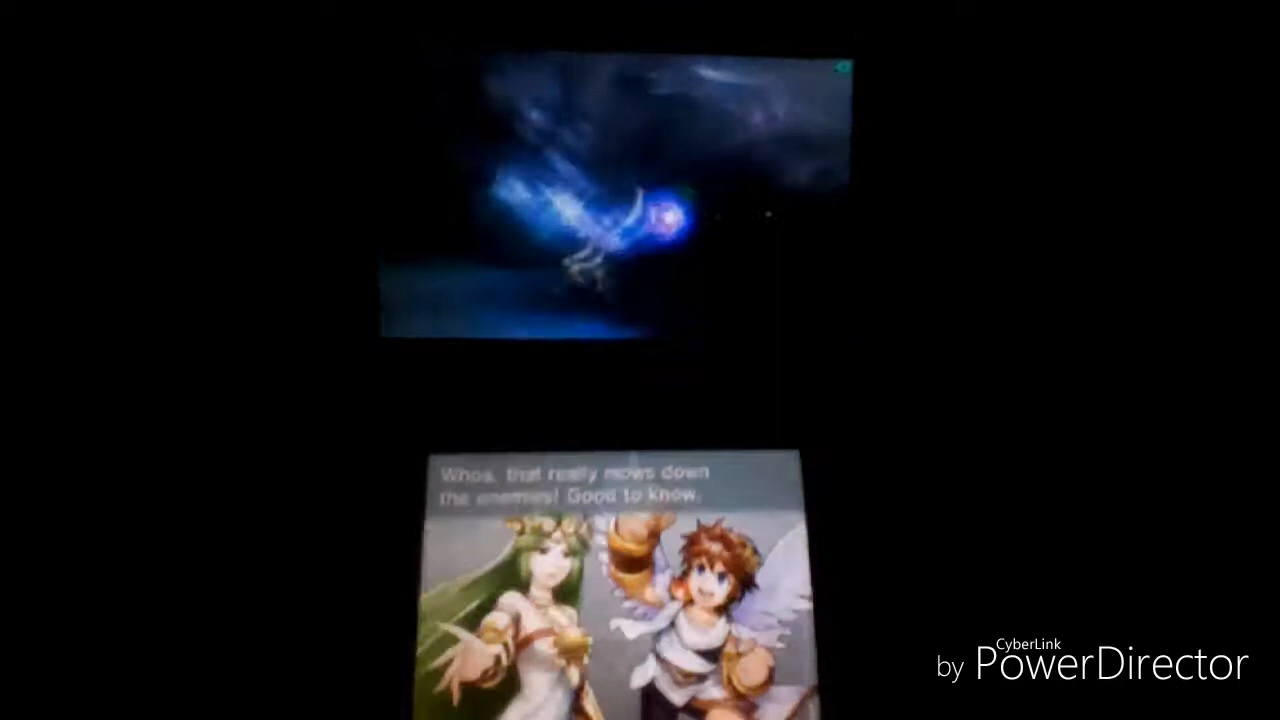 Whoa, that really mows down
the enemies! Good to know.
CyberLink
by PowerDirector